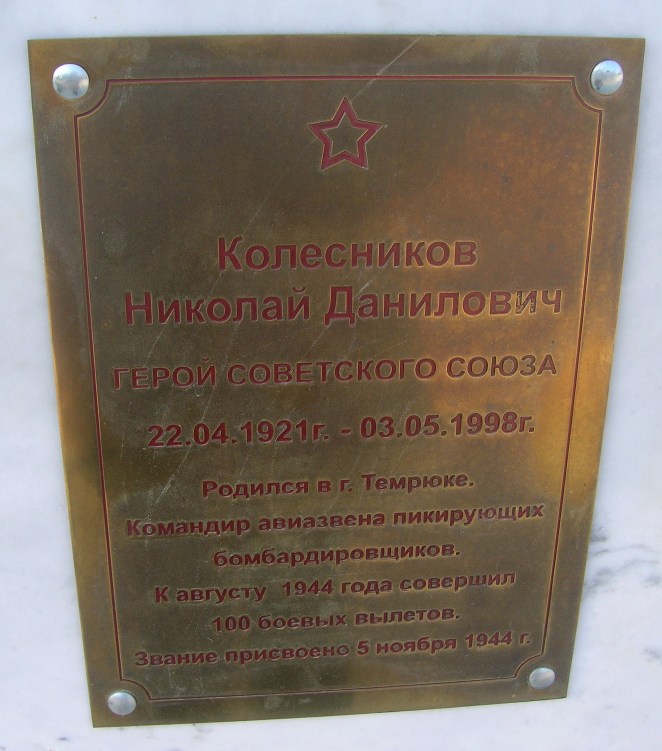 Колесников
Николай Данилович
ГЕРОЙ СОВЕТСКОГО СОЮЗА
22.04.1921г. - 03.05.1998г.
Родился в г. Темрюке.
Командир авиазвена пикирующих
бомбардировщиков.
К августу 1944 года совершил
100 боевых вылетов.
Звание присвоено 5 ноября 1944 г.